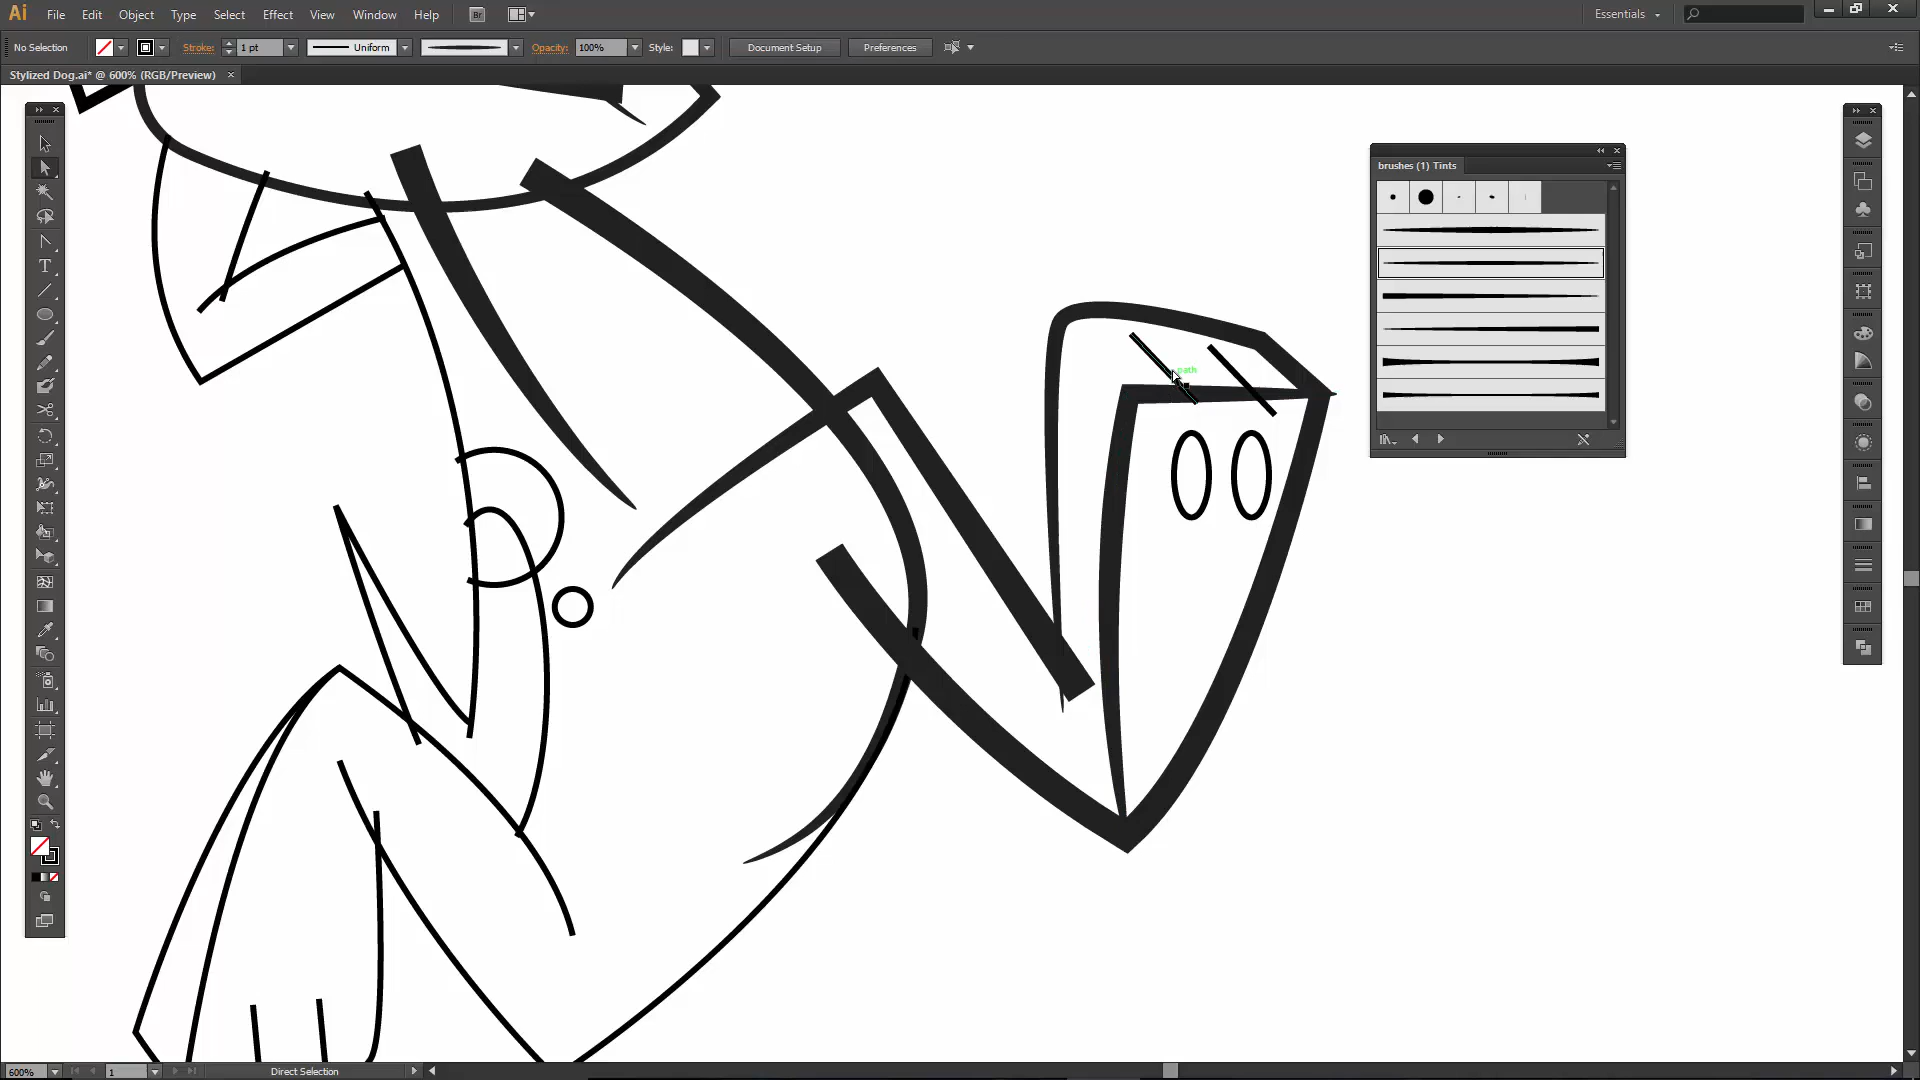 Ai File Edit Object Type Select Effect View Window Help Br Essentials
No Selection Stroke: 1 pt Uniform Opacity: 100% Style: Document Setup Preferences
Stylized Dog.ai* @ 600% (RGB/Preview)
brushes (1) Tints
path
T
600% 1 Direct Selection